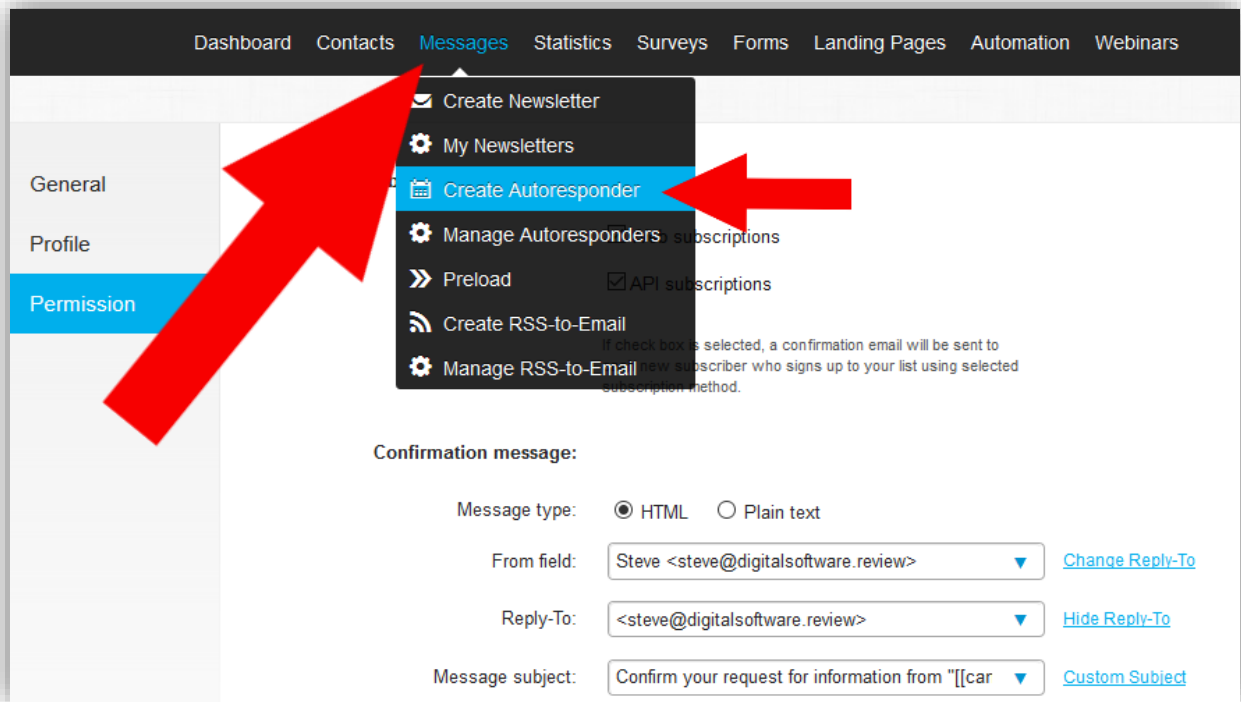 Dashboard Contacts Messages Statistics Surveys Forms Landing Pages Automation Webinars
Create Newsletter
My Newsletters
Create Autoresponder
Manage Autoresponders
Preload
Create RSS-to-Email
Manage RSS-to-Email
General
Profile
Permission
subscriptions
API subscriptions
If check box is selected, a confirmation email will be sent to
new subscriber who signs up to your list using selected
subscription method.
Confirmation message:
Message type: HTML Plain text
From field: Steve <steve@digitalsoftware.review> Change Reply-To
Reply-To: <steve@digitalsoftware.review> Hide Reply-To
Message subject: Confirm your request for information from "[[car Custom Subject